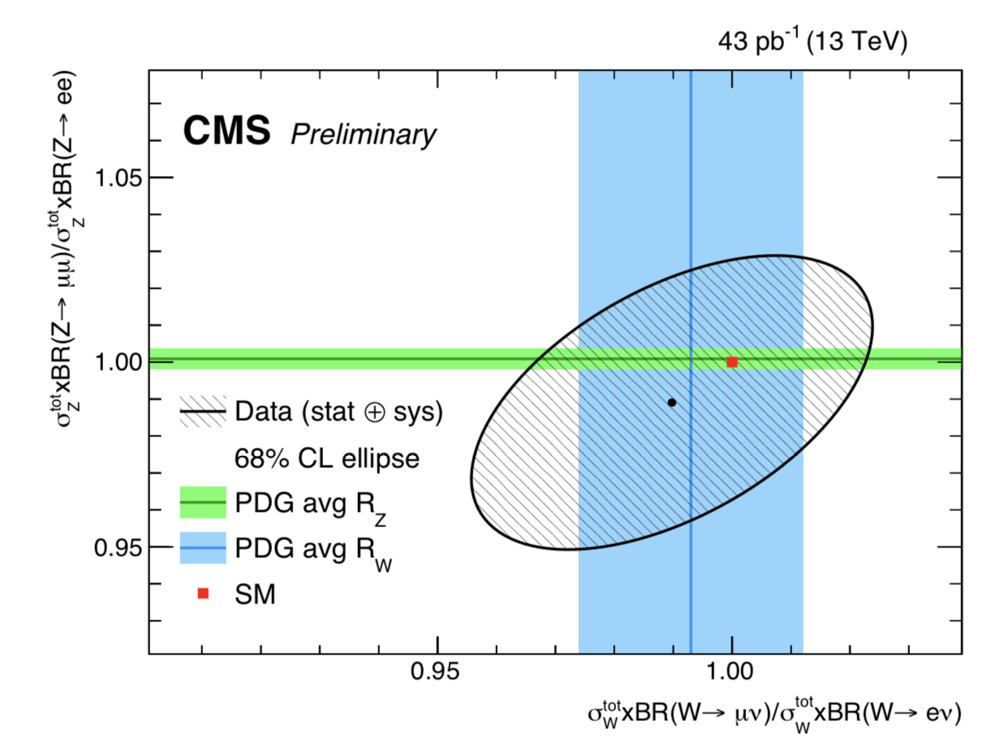 43 pb⁻¹ (13 TeV)
CMS Preliminary
σ_Z^tot xBR(Z→ μμ)/σ_Z^tot xBR(Z→ ee)
1.05
1.00
0.95
Data (stat ⊕ sys)
68% CL ellipse
PDG avg R_Z
PDG avg R_W
SM
0.95 1.00
σ_W^tot xBR(W→ μν)/σ_W^tot xBR(W→ eν)